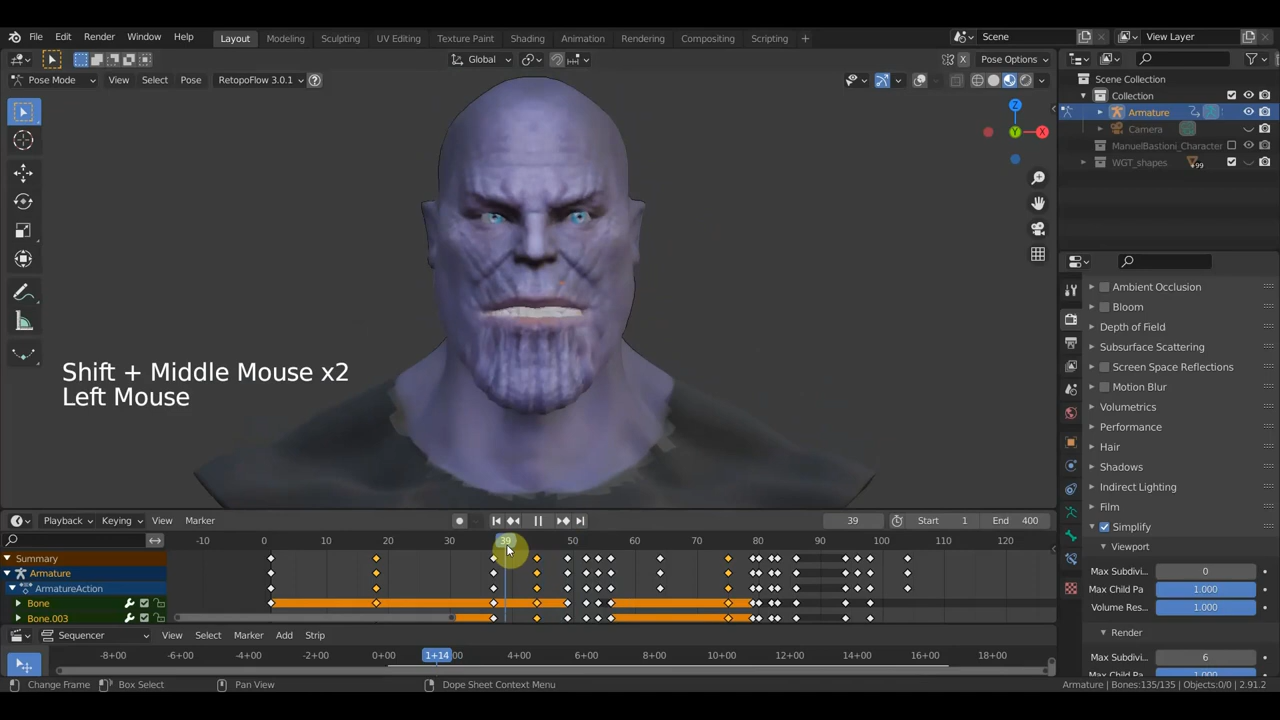 File Edit Render Window Help Layout Modeling Sculpting UV Editing Texture Paint Shading Animation Rendering Compositing Scripting + Scene View Layer
Global X Pose Options
Pose Mode View Select Pose RetopoFlow 3.0.1
Scene Collection
Collection
Armature
Camera
ManuelBastioni_Character
WGT_shapes +99
Z
Y X
Shift + Middle Mouse x2
Left Mouse
Ambient Occlusion
Bloom
Depth of Field
Subsurface Scattering
Screen Space Reflections
Motion Blur
Volumetrics
Performance
Hair
Shadows
Indirect Lighting
Film
Simplify
Viewport
Max Subdivi 0
Max Child Pa 1.000
Volume Res... 1.000
Render
Max Subdivi 6
Max Child Pa 1.000
Playback Keying View Marker 39 Start 1 End 400
-10 0 10 20 30 39 50 60 70 80 90 100 110 120
Summary
Armature
ArmatureAction
Bone
Bone.003
Sequencer View Select Marker Add Strip
-8+00 -4+00 0+00 1+14 4+00 6+00 8+00 10+00 12+00 14+00 16+00 18+00
Change Frame Box Select Pan View Dope Sheet Context Menu Armature | Bones:135/135 | Objects:0/0 | 2.91.2